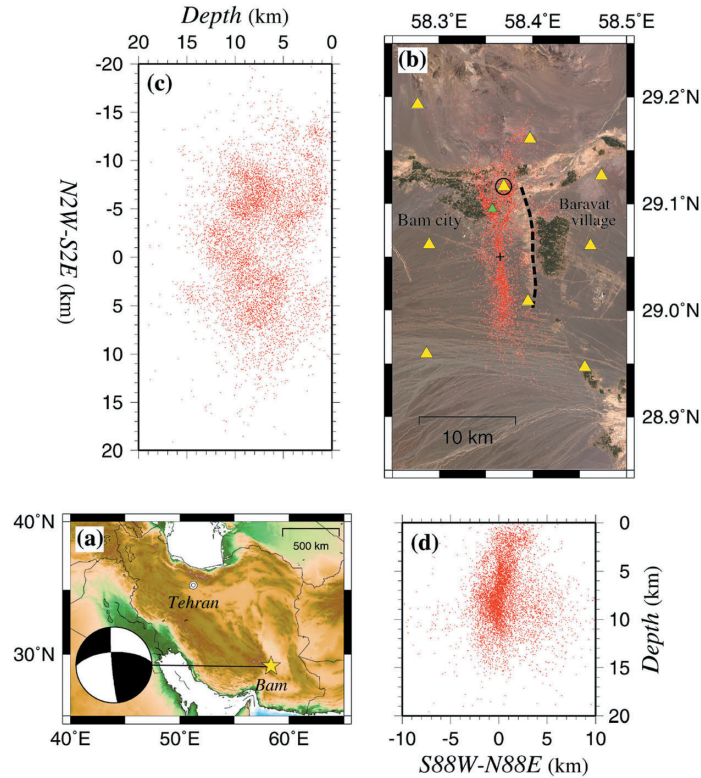 Depth (km)
20 15 10 5 0
-20
-15
-10
-5
0
5
10
15
20
N2W-S2E (km)
(c)
58.3˚E 58.4˚E 58.5˚E
(b)
29.2˚N
29.1˚N
29.0˚N
28.9˚N
Bam city
Baravat
village
10 km
(a)
40˚N
30˚N
500 km
Tehran
Bam
40˚E 50˚E 60˚E
(d)
0
5
10
15
20
Depth (km)
-10 -5 0 5 10
S88W-N88E (km)